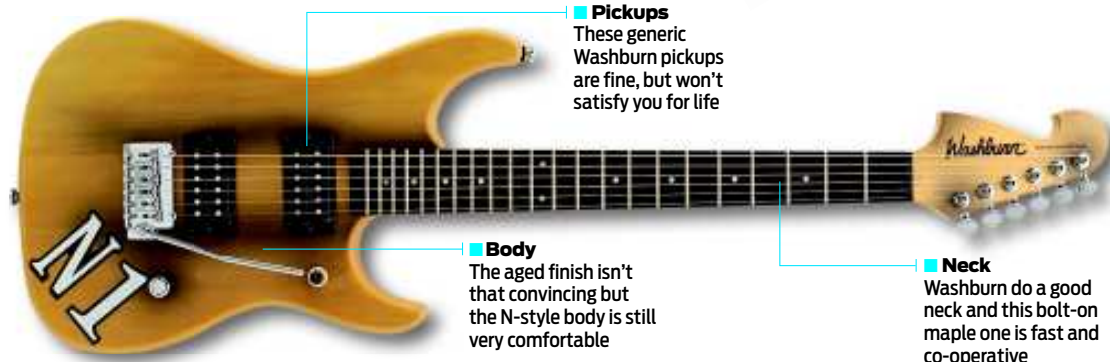 Pickups
These generic
Washburn pickups
are fine, but won't
satisfy you for life
Washburn
N1
Body
The aged finish isn't
that convincing but
the N-style body is still
very comfortable
Neck
Washburn do a good
neck and this bolt-on
maple one is fast and
co-operative